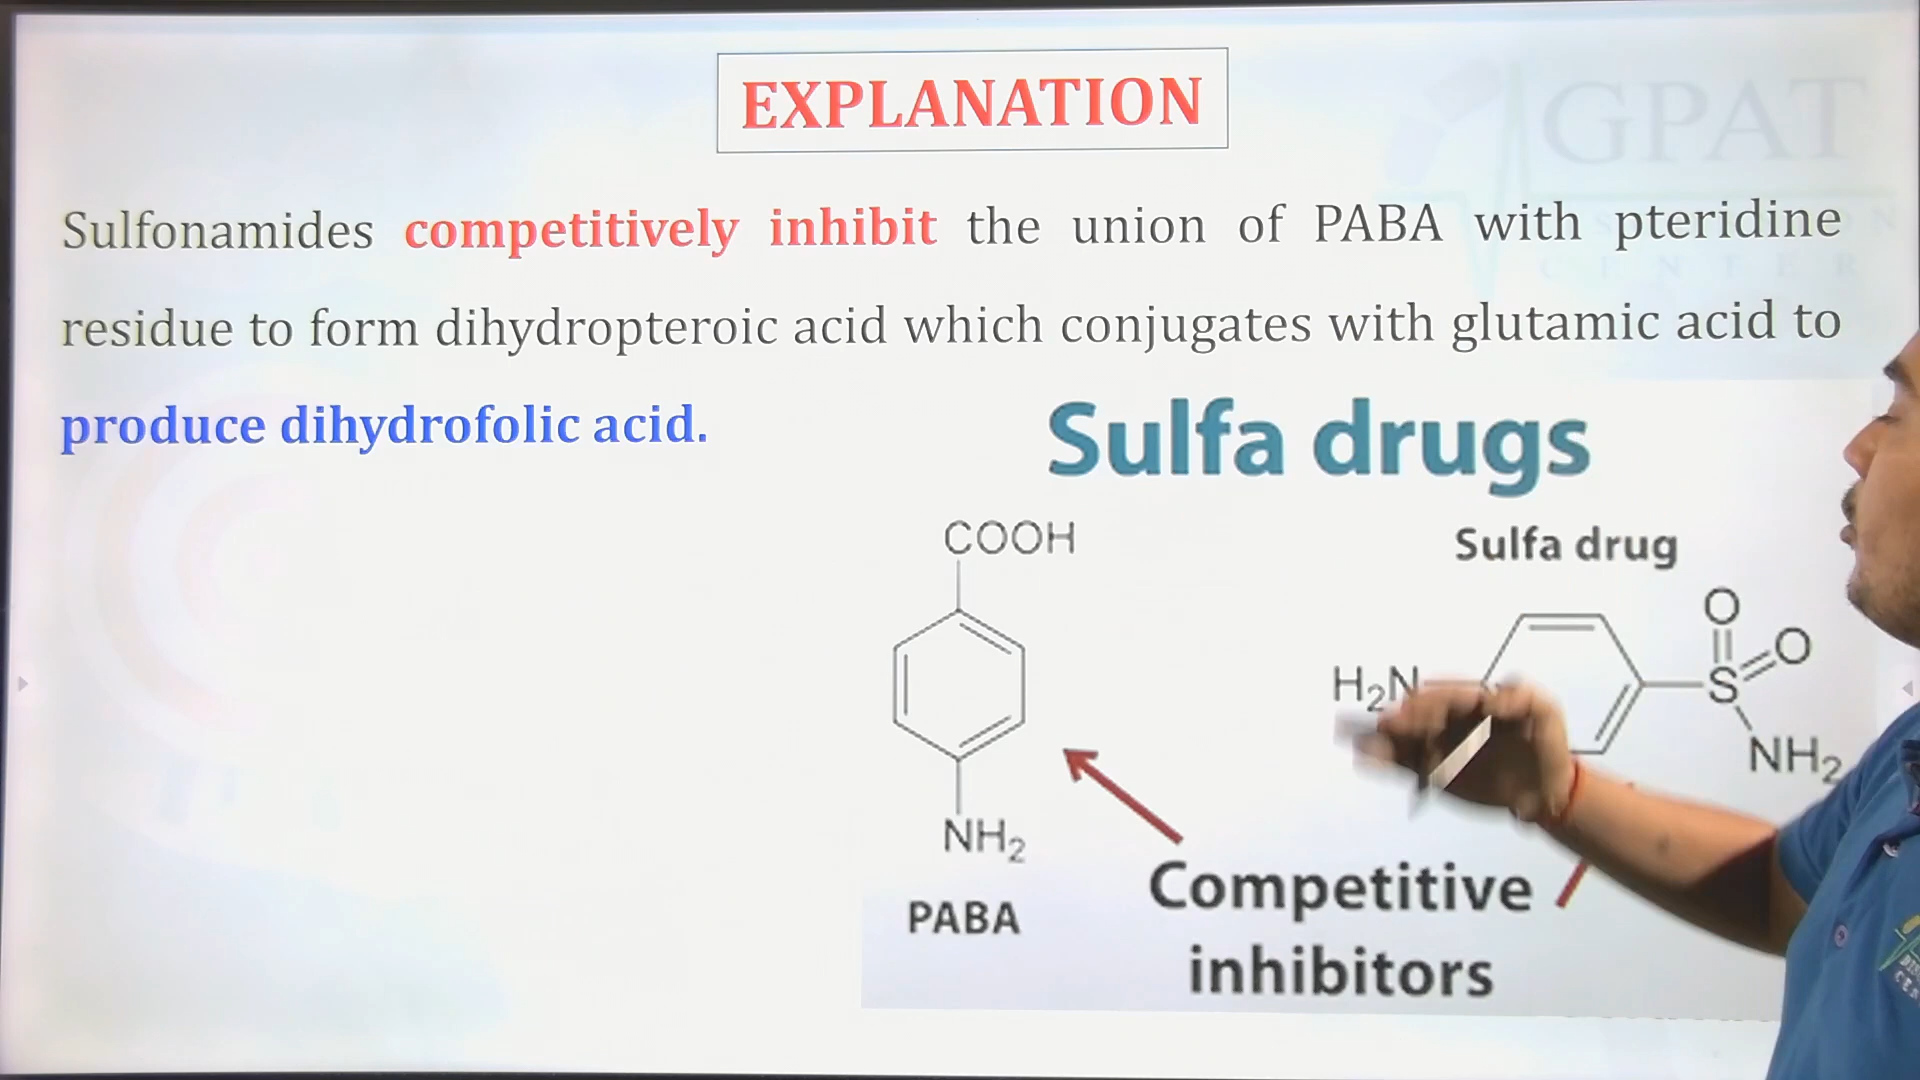 EXPLANATION
GPAT
Sulfonamides competitively inhibit the union of PABA with pteridine
CENTER
residue to form dihydropteroic acid which conjugates with glutamic acid to
produce dihydrofolic acid.
Sulfa drugs
COOH
Sulfa drug
O
O
H₂N
S
NH₂
NH₂
PABA
Competitive
inhibitors